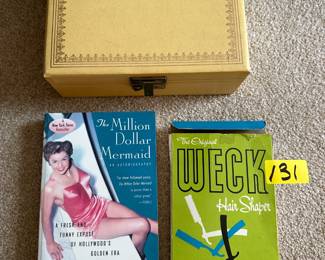 A New York Times
Bestseller
The
Million
Dollar
Mermaid
AN AUTOBIOGRAPHY
A FRESH AND
FUNNY EXPOSÉ
OF HOLLYWOOD'S
GOLDEN ERA
The Original
WECK
Hair Shaper
131